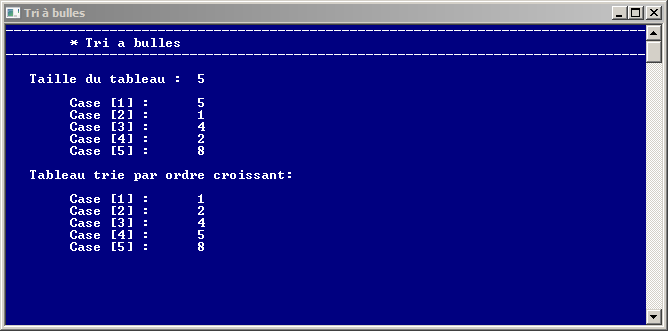 Tri à bulles
* Tri a bulles
Taille du tableau : 5
Case [1] : 5
Case [2] : 1
Case [3] : 4
Case [4] : 2
Case [5] : 8
Tableau trie par ordre croissant:
Case [1] : 1
Case [2] : 2
Case [3] : 4
Case [4] : 5
Case [5] : 8